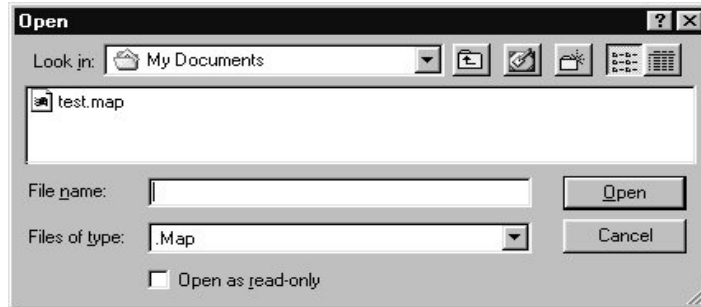 Open
Look in: My Documents
test.map
File name: Open
Files of type: .Map Cancel
Open as read-only